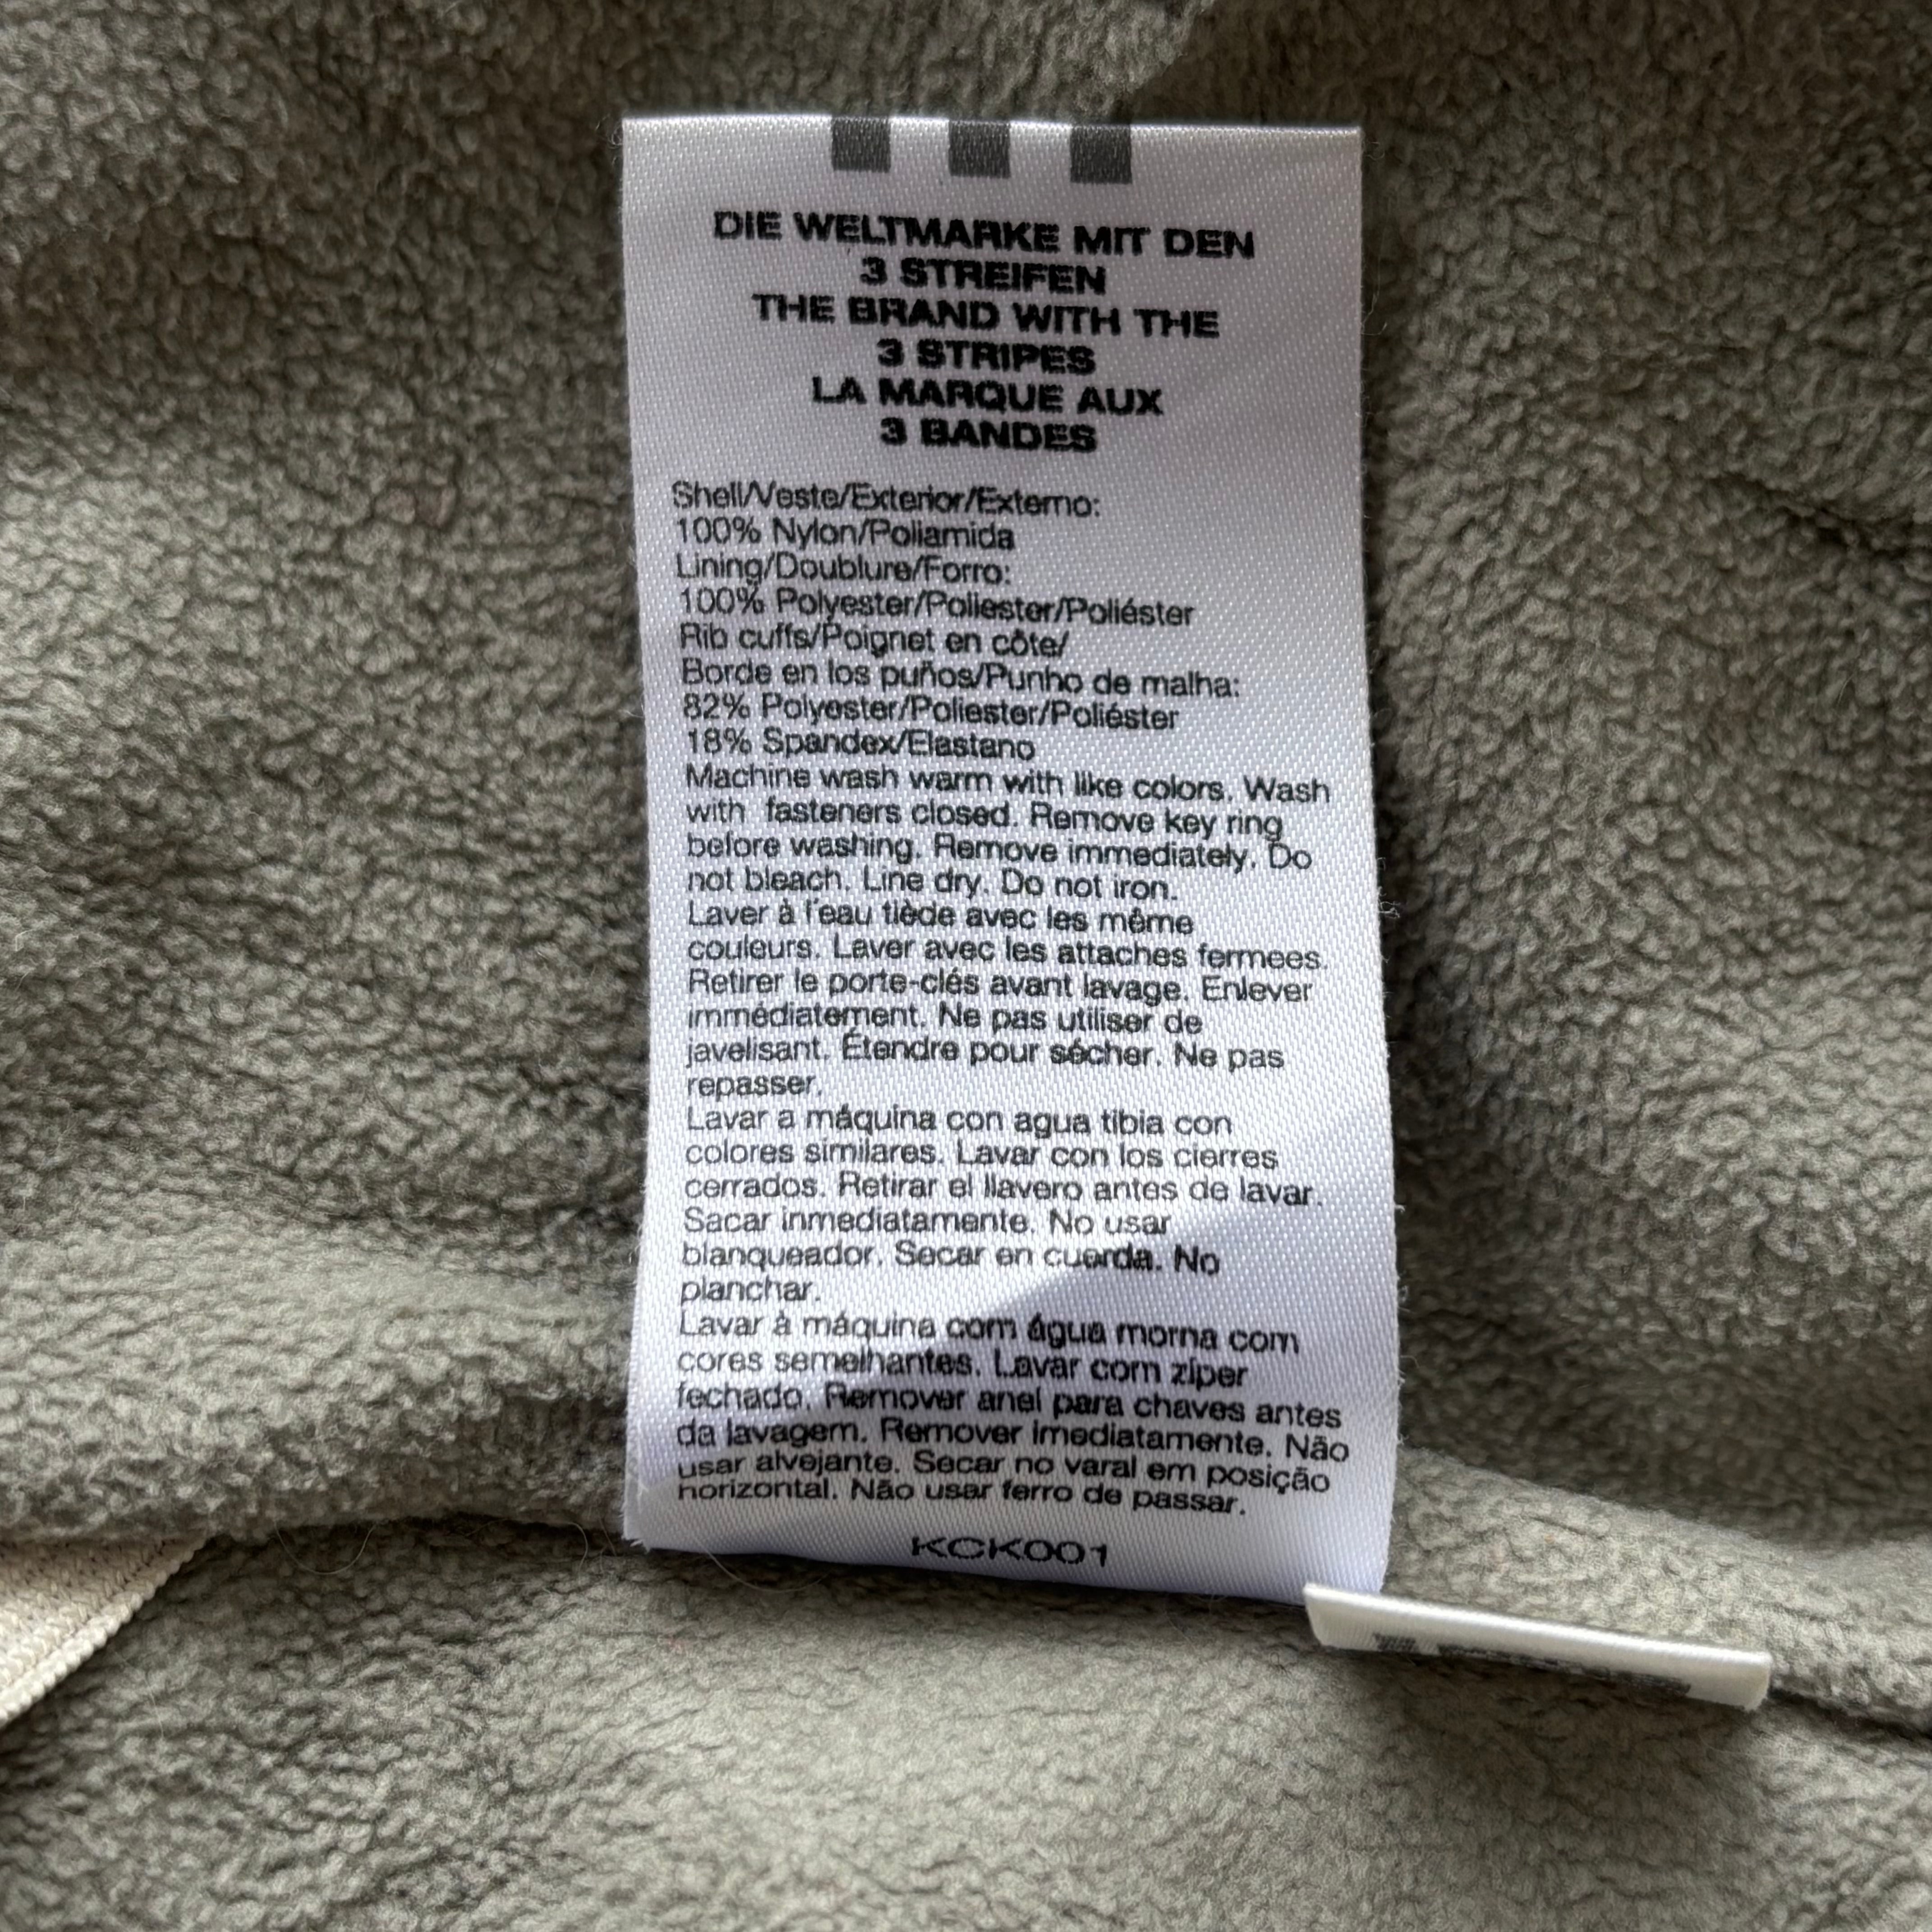 DIE WELTMARKE MIT DEN
3 STREIFEN
THE BRAND WITH THE
3 STRIPES
LA MARQUE AUX
3 BANDES
Shell/Veste/Exterior/Externo:
100% Nylon/Poliamida
Lining/Doublure/Forro:
100% Polyester/Poliester/Poliéster
Rib cuffs/Poignet en côte/
Borde en los puños/Punho de malha:
82% Polyester/Poliester/Poliéster
18% Spandex/Elastano
Machine wash warm with like colors. Wash
with fasteners closed. Remove key ring
before washing. Remove immediately. Do
not bleach. Line dry. Do not iron.
Laver à l'eau tiède avec les même
couleurs. Laver avec les attaches fermees.
Retirer le porte-clés avant lavage. Enlever
immédiatement. Ne pas utiliser de
javelisant. Étendre pour sécher. Ne pas
repasser.
Lavar a máquina con agua tibia con
colores similares. Lavar con los cierres
cerrados. Retirar el llavero antes de lavar.
Sacar inmediatamente. No usar
blanqueador. Secar en cuerda. No
planchar.
Lavar à máquina com água morna com
cores semelhantes. Lavar com zíper
fechado. Remover anel para chaves antes
da lavagem. Remover imediatamente. Não
usar alvejante. Secar no varal em posição
horizontal. Não usar ferro de passar.
KCK001